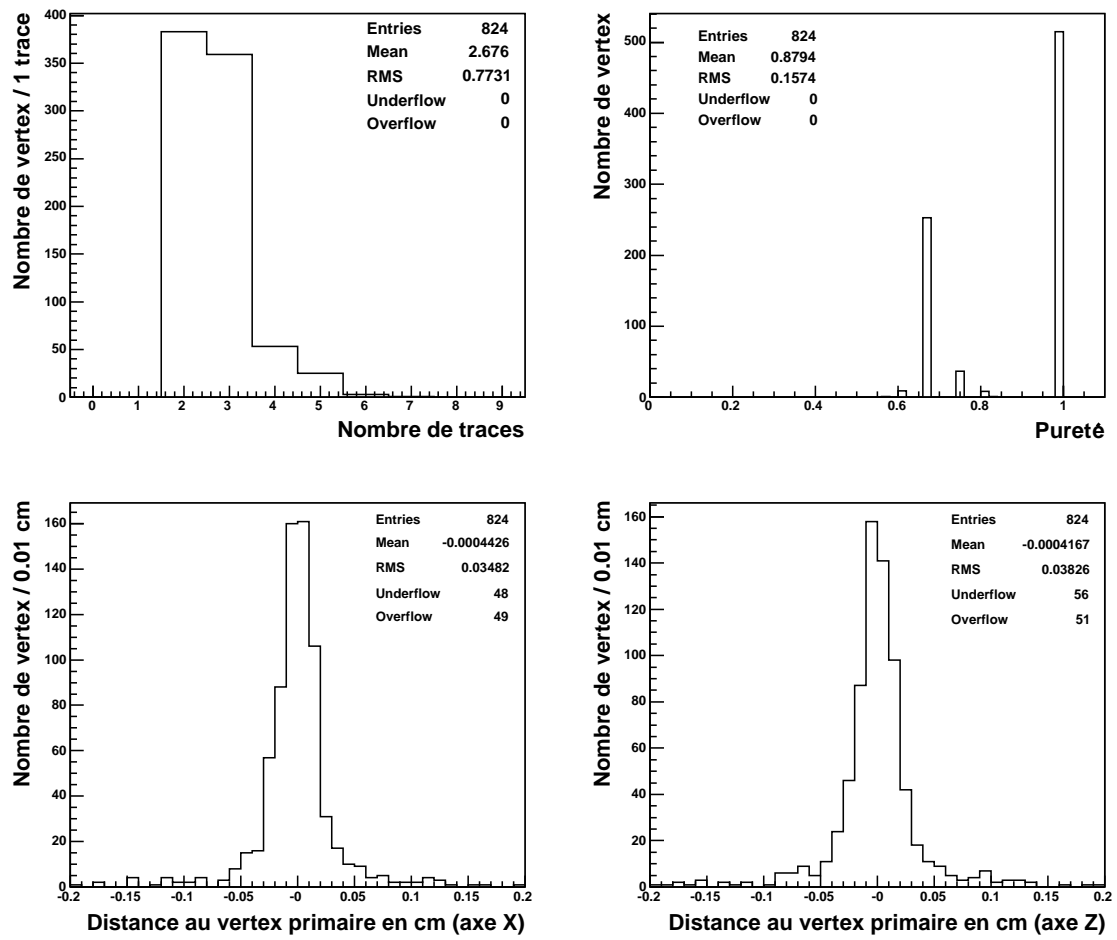 Nombre de vertex / 1 trace
400
350
300
250
200
150
100
50
0
Entries 824
Mean 2.676
RMS 0.7731
Underflow 0
Overflow 0
0 1 2 3 4 5 6 7 8 9
Nombre de traces
Nombre de vertex
500
400
300
200
100
0
Entries 824
Mean 0.8794
RMS 0.1574
Underflow 0
Overflow 0
0 0.2 0.4 0.6 0.8 1
Pureté
Nombre de vertex / 0.01 cm
160
140
120
100
80
60
40
20
0
Entries 824
Mean -0.0004426
RMS 0.03482
Underflow 48
Overflow 49
-0.2 -0.15 -0.1 -0.05 -0 0.05 0.1 0.15 0.2
Distance au vertex primaire en cm (axe X)
Nombre de vertex / 0.01 cm
160
140
120
100
80
60
40
20
0
Entries 824
Mean -0.0004167
RMS 0.03826
Underflow 56
Overflow 51
-0.2 -0.15 -0.1 -0.05 -0 0.05 0.1 0.15 0.2
Distance au vertex primaire en cm (axe Z)